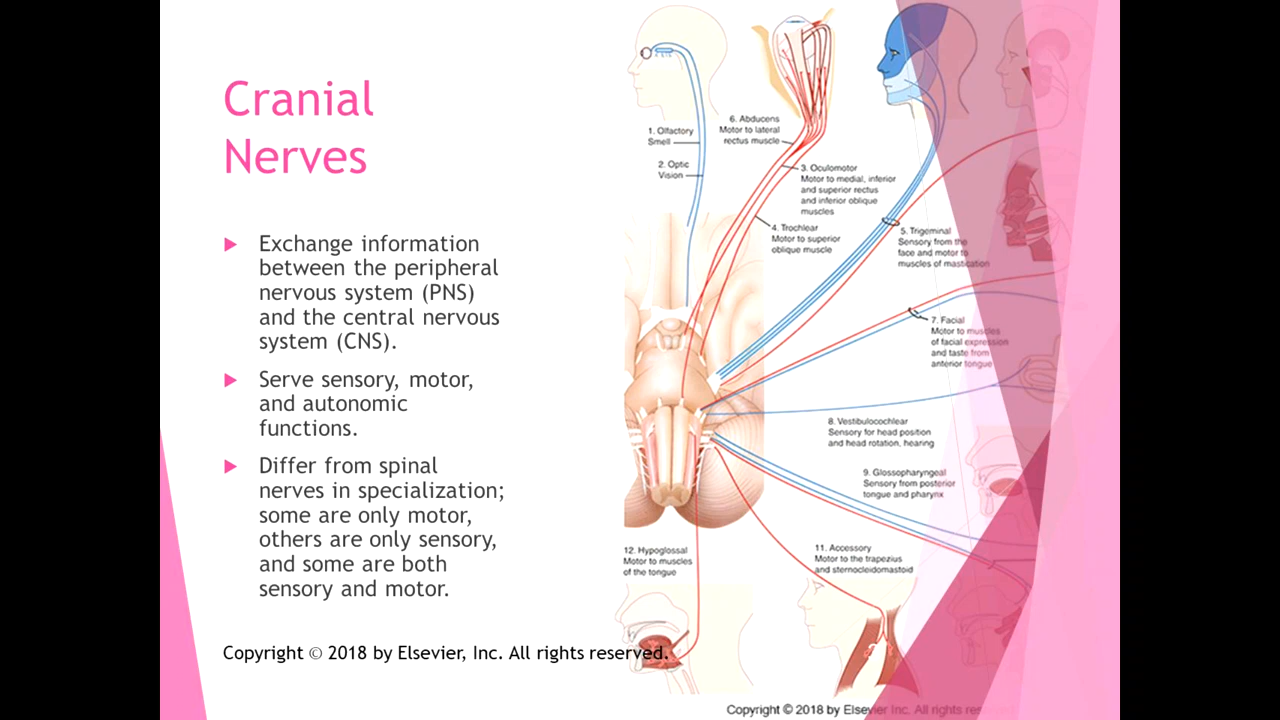 Cranial
Nerves
Exchange information
between the peripheral
nervous system (PNS)
and the central nervous
system (CNS).
Serve sensory, motor,
and autonomic
functions.
Differ from spinal
nerves in specialization;
some are only motor,
others are only sensory,
and some are both
sensory and motor.
Copyright © 2018 by Elsevier, Inc. All rights reserved.
1. Olfactory
Smell
2. Optic
Vision
6. Abducens
Motor to lateral
rectus muscle
3. Oculomotor
Motor to medial, inferior
and superior rectus
and inferior oblique
muscles
4. Trochlear
Motor to superior
oblique muscle
5. Trigeminal
Sensory from the
face and motor to
muscles of mastication
7. Facial
Motor to muscles
of facial expression
and taste from
anterior tongue
8. Vestibulocochlear
Sensory for head position
and head rotation, hearing
9. Glossopharyngeal
Sensory from posterior
tongue and pharynx
12. Hypoglossal
Motor to muscles
of the tongue
11. Accessory
Motor to the trapezius
and sternocleidomastoid
Copyright © 2018 by Elsevier Inc. All rights